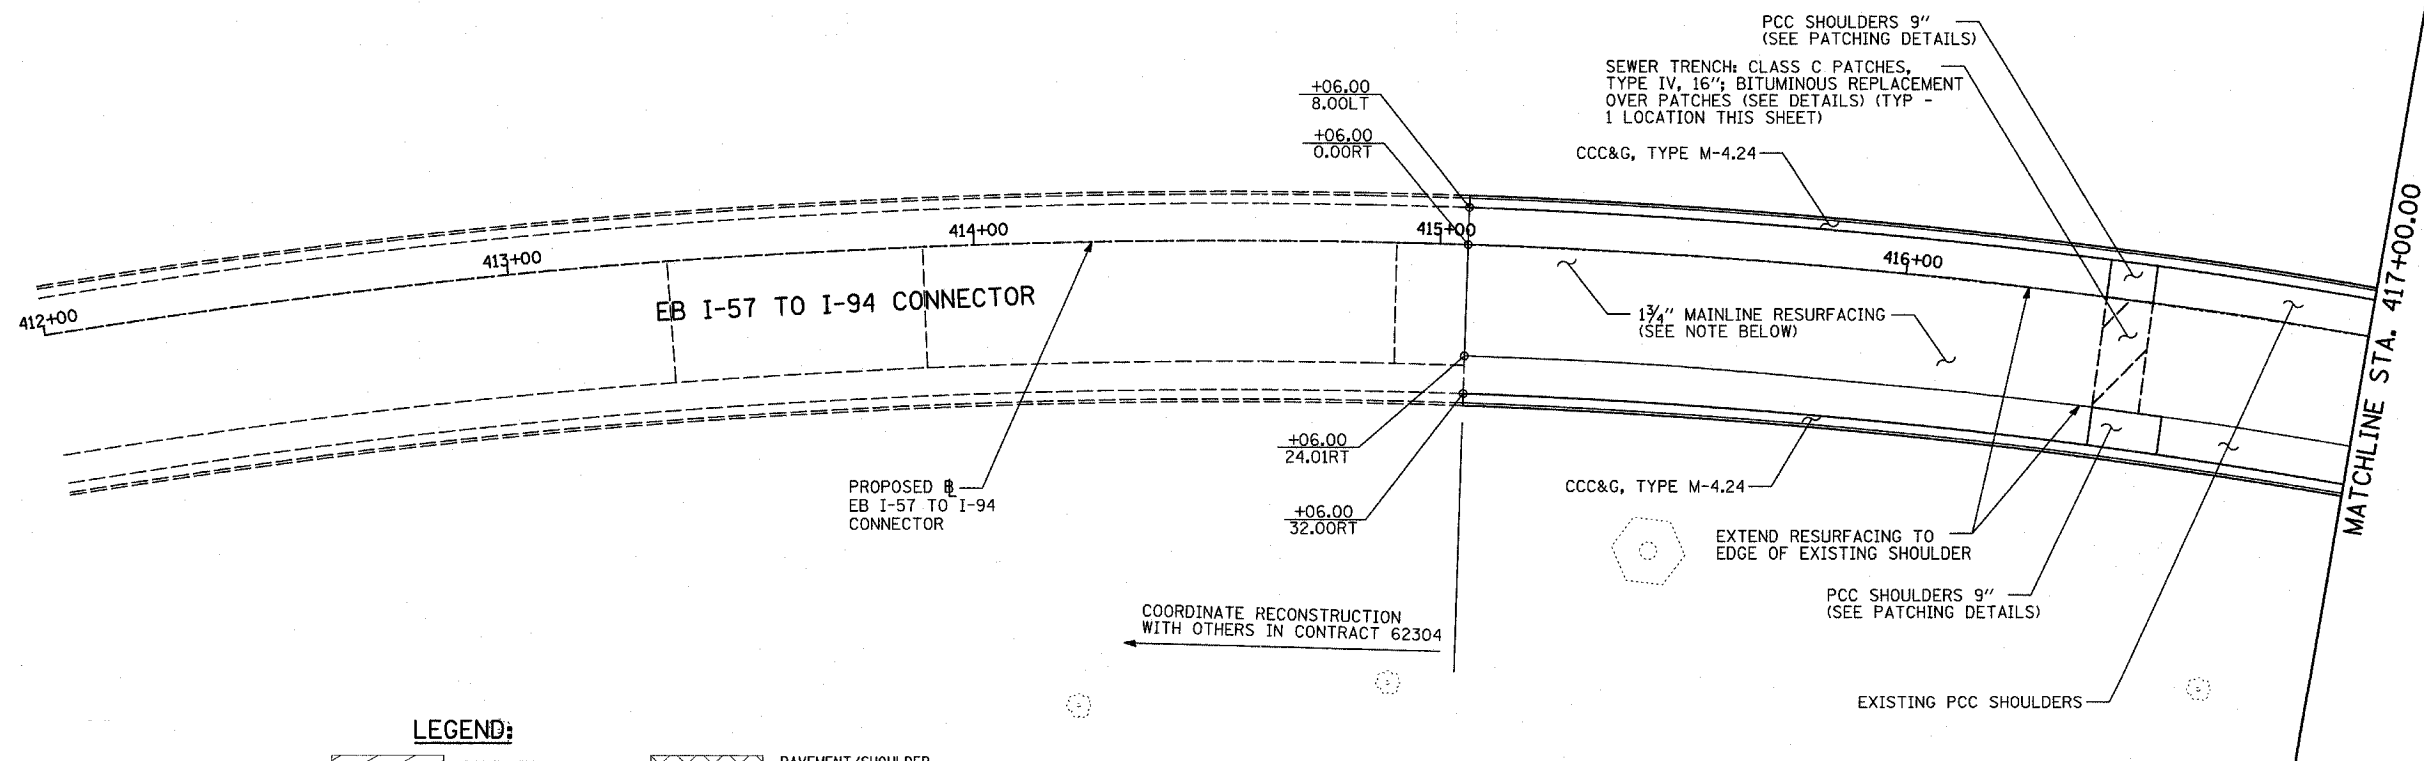 PCC SHOULDERS 9"
(SEE PATCHING DETAILS)
SEWER TRENCH: CLASS C PATCHES,
TYPE IV, 16"; BITUMINOUS REPLACEMENT
OVER PATCHES (SEE DETAILS) (TYP -
1 LOCATION THIS SHEET)
CCC&G, TYPE M-4.24
+06.00
8.00LT
+06.00
0.00RT
412+00
413+00
414+00
415+00
416+00
EB I-57 TO I-94 CONNECTOR
1 3/4" MAINLINE RESURFACING
(SEE NOTE BELOW)
MATCHLINE STA. 417+00.00
+06.00
24.01RT
+06.00
32.00RT
PROPOSED ℄
EB I-57 TO I-94
CONNECTOR
CCC&G, TYPE M-4.24
EXTEND RESURFACING TO
EDGE OF EXISTING SHOULDER
PCC SHOULDERS 9"
(SEE PATCHING DETAILS)
COORDINATE RECONSTRUCTION
WITH OTHERS IN CONTRACT 62304
EXISTING PCC SHOULDERS
LEGEND:
PAVEMENT/SHOULDER